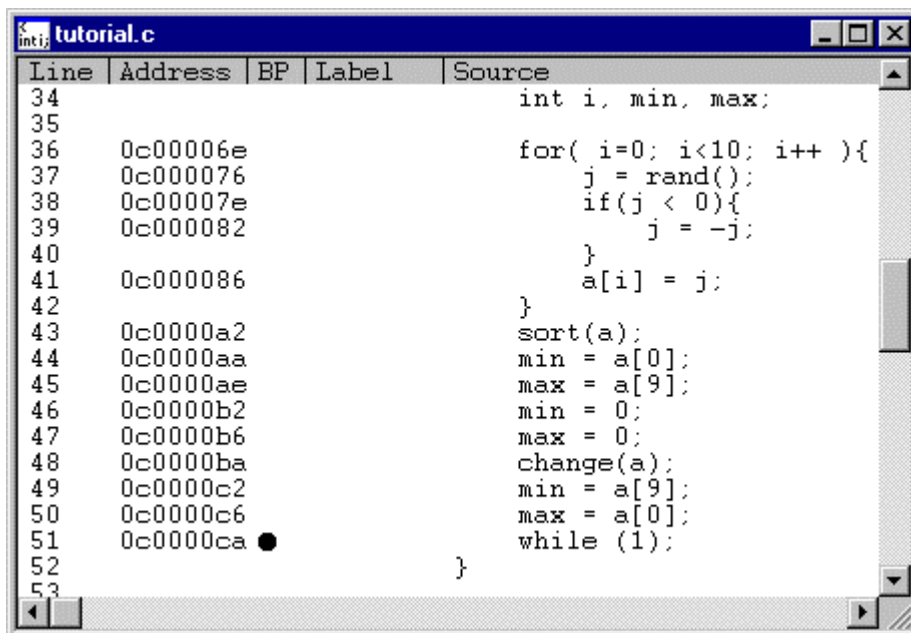 tutorial.c
Line Address BP Label Source
34 int i, min, max;
35
36 0c00006e for( i=0; i<10; i++ ){
37 0c000076 j = rand();
38 0c00007e if(j < 0){
39 0c000082 j = -j;
40 }
41 0c000086 a[i] = j;
42 }
43 0c0000a2 sort(a);
44 0c0000aa min = a[0];
45 0c0000ae max = a[9];
46 0c0000b2 min = 0;
47 0c0000b6 max = 0;
48 0c0000ba change(a);
49 0c0000c2 min = a[9];
50 0c0000c6 max = a[0];
51 0c0000ca ● while (1);
52 }
53